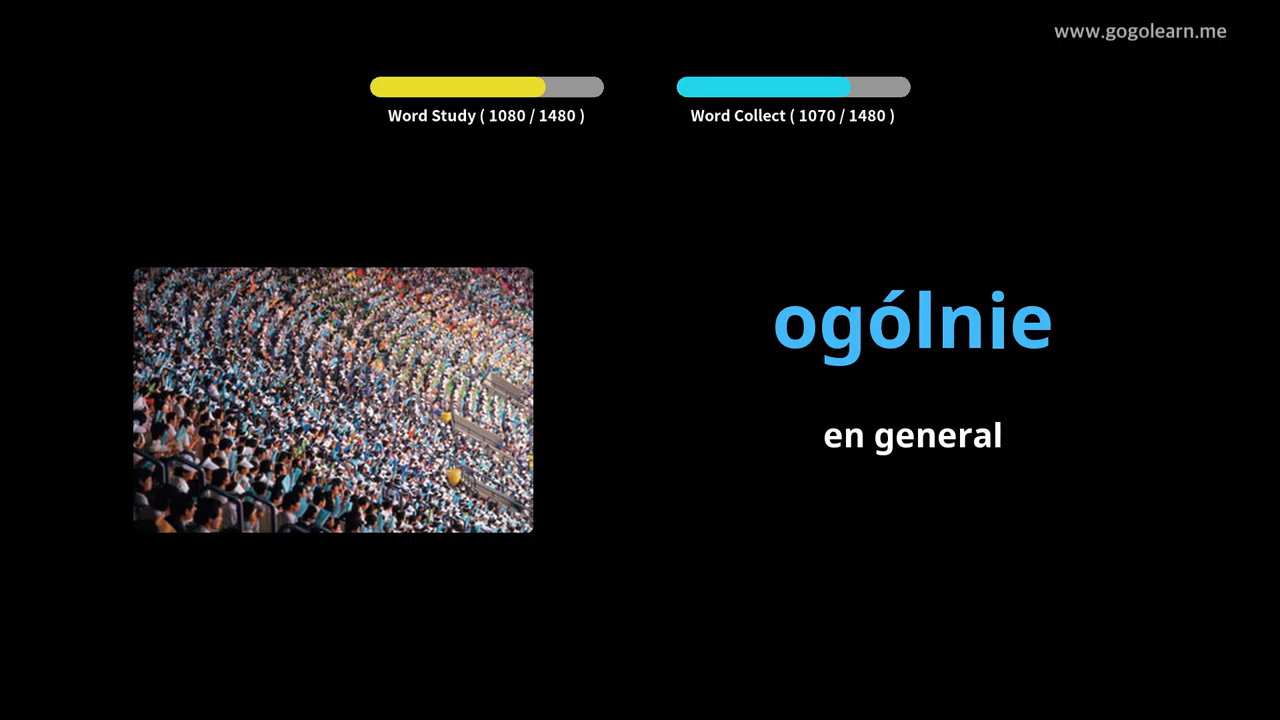 www.gogolearn.me
Word Study ( 1080 / 1480 )
Word Collect ( 1070 / 1480 )
ogólnie
en general